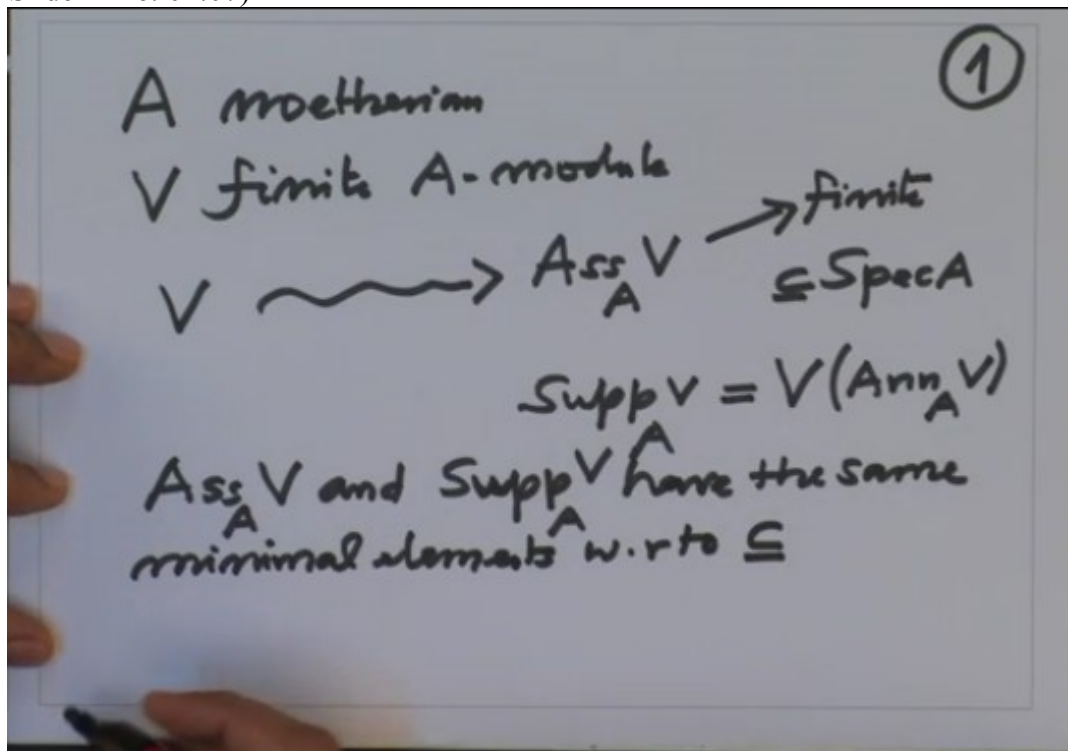 ①
A noetherian
V finite A-module
V ⟿ Ass_A V → finite
⊆ Spec A
Supp_A V = V(Ann_A V)
Ass_A V and Supp_A V have the same
minimal elements w.r to ⊆